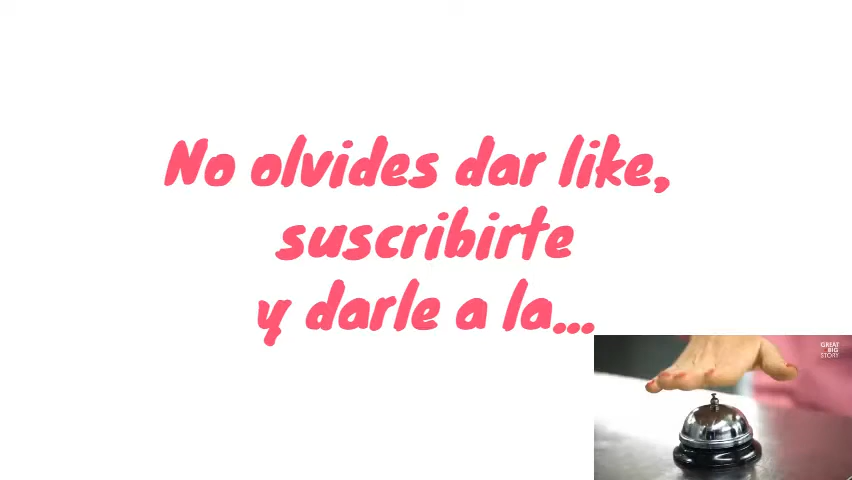 No olvides dar like,
suscribirte
y darle a la...
GREAT
BIG
STORY